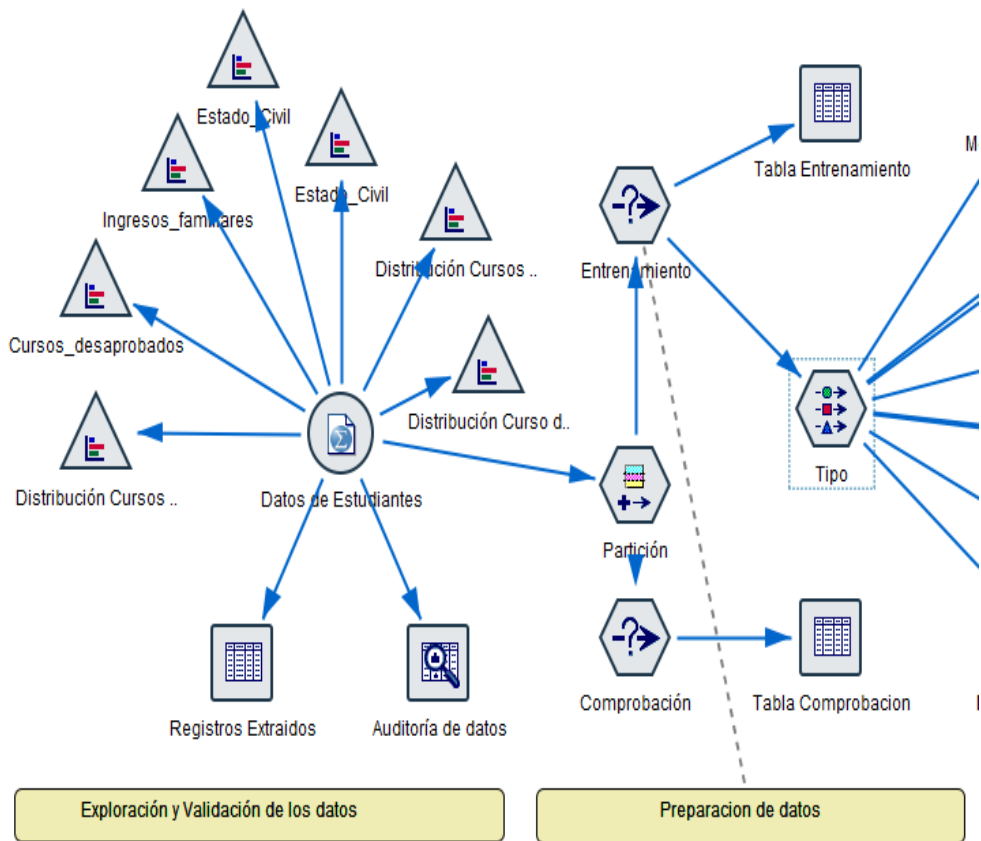 Estado_Civil
Ingresos_familiares
Estado_Civil
Distribución Cursos ..
Cursos_desaprobados
Distribución Curso d..
Distribución Cursos ..
Datos de Estudiantes
Registros Extraidos
Auditoría de datos
Tabla Entrenamiento
M
Entrenamiento
Tipo
Partición
Comprobación
Tabla Comprobacion
Exploración y Validación de los datos
Preparacion de datos